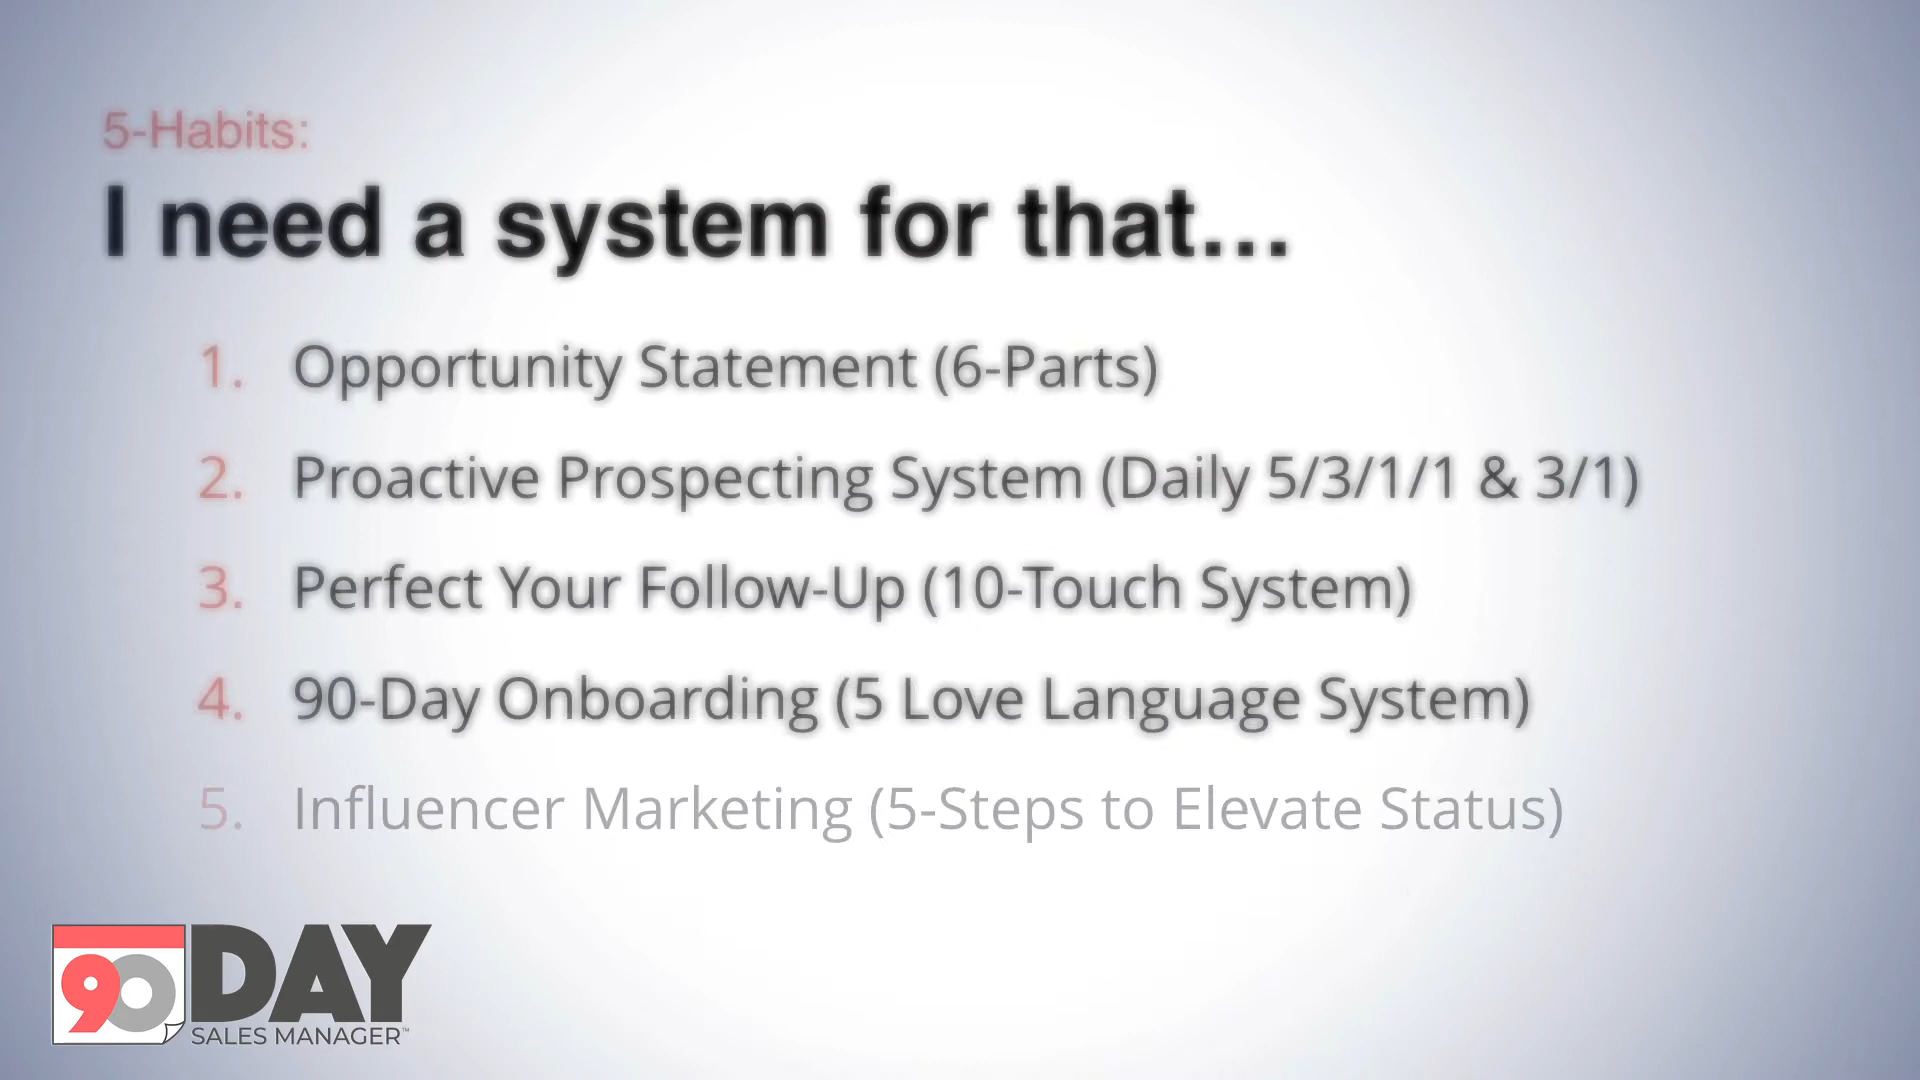 5-Habits:
I need a system for that...
1. Opportunity Statement (6-Parts)
2. Proactive Prospecting System (Daily 5/3/1/1 & 3/1)
3. Perfect Your Follow-Up (10-Touch System)
4. 90-Day Onboarding (5 Love Language System)
5. Influencer Marketing (5-Steps to Elevate Status)
90 DAY
SALES MANAGER™